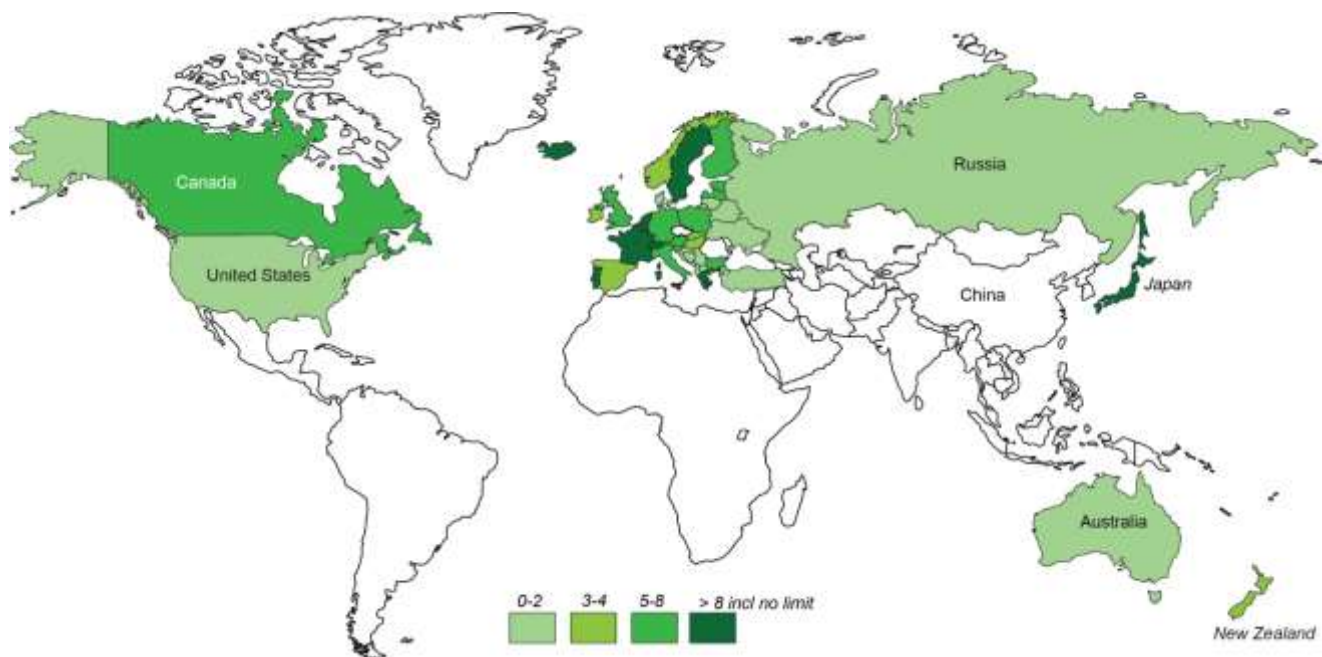 Canada
Russia
United States
Japan
China
Australia
0-2 3-4 5-8 > 8 incl no limit
New Zealand